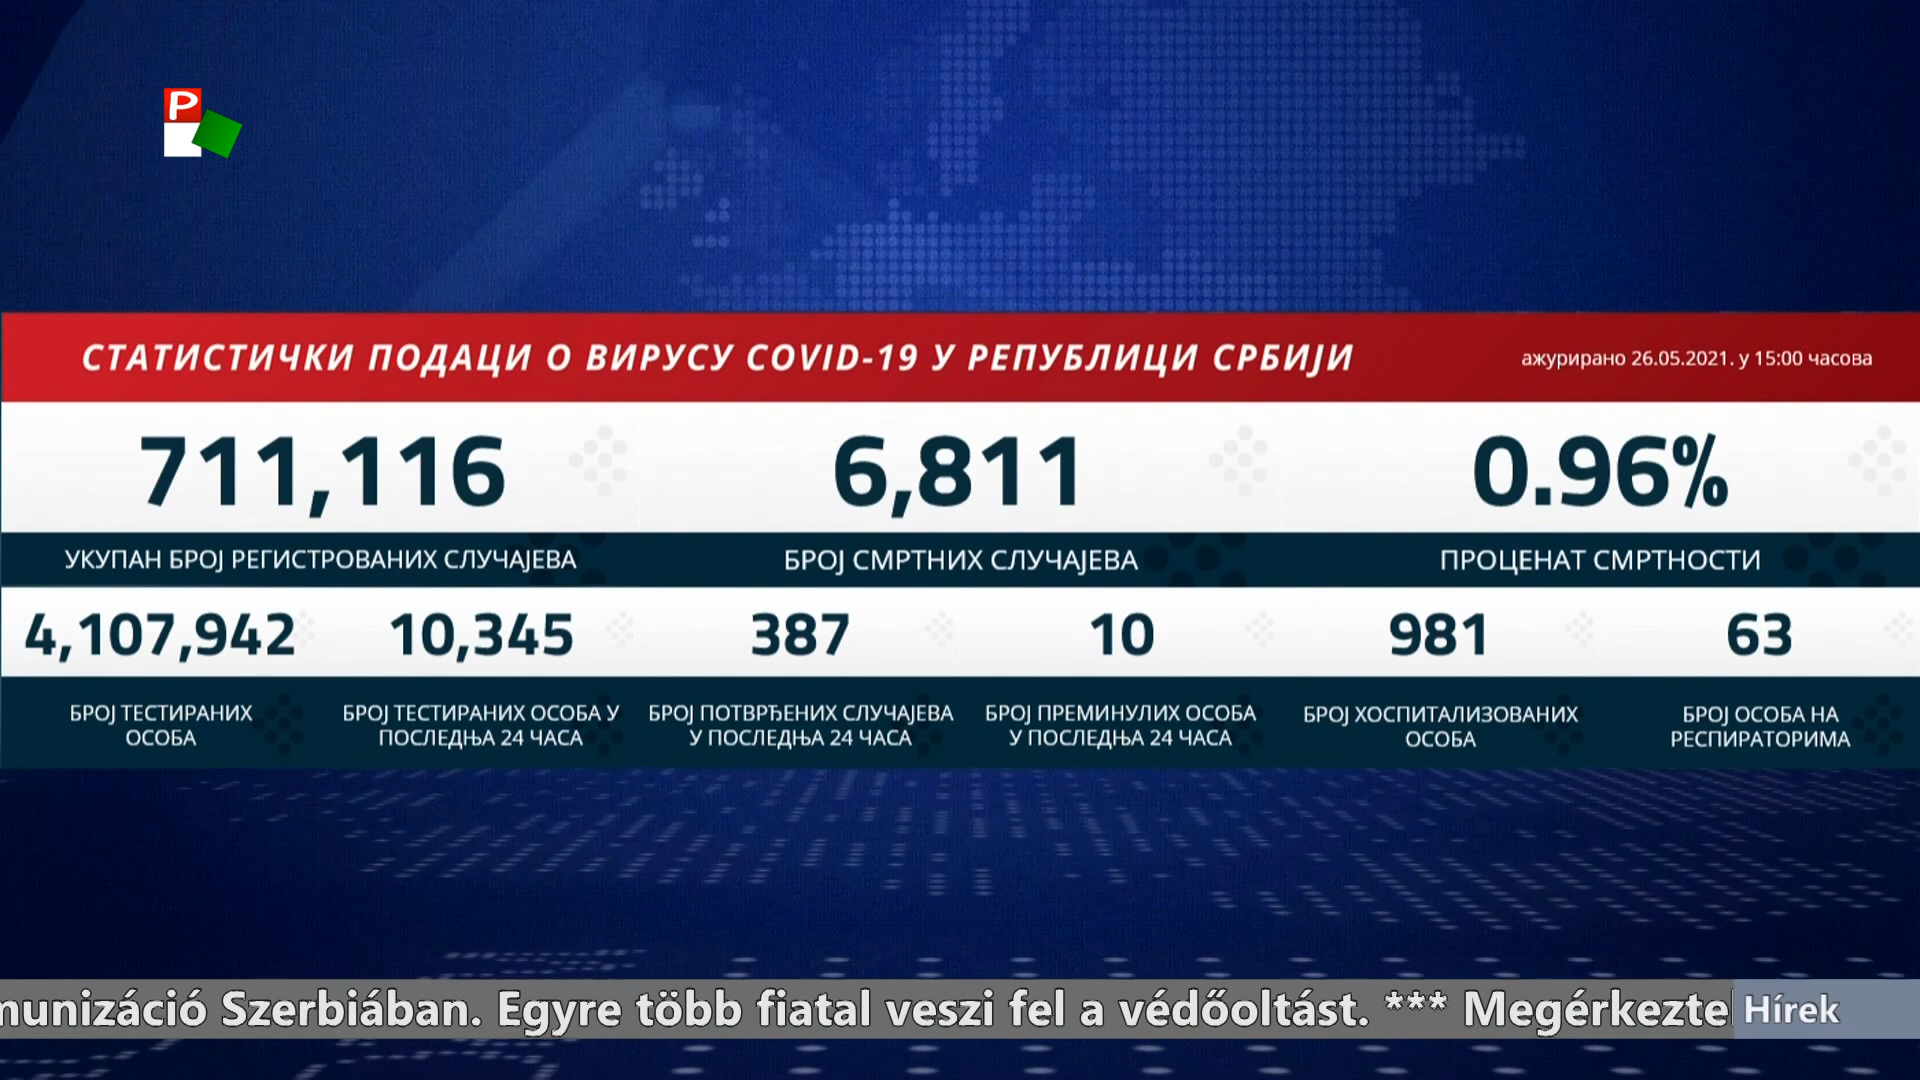 P
СТАТИСТИЧКИ ПОДАЦИ О ВИРУСУ COVID-19 У РЕПУБЛИЦИ СРБИЈИ
ажурирано 26.05.2021. у 15:00 часова
711,116
6,811
0.96%
УКУПАН БРОЈ РЕГИСТРОВАНИХ СЛУЧАЈЕВА
БРОЈ СМРТНИХ СЛУЧАЈЕВА
ПРОЦЕНАТ СМРТНОСТИ
4,107,942
10,345
387
10
981
63
БРОЈ ТЕСТИРАНИХ
ОСОБА
БРОЈ ТЕСТИРАНИХ ОСОБА У
ПОСЛЕДЊА 24 ЧАСА
БРОЈ ПОТВРЂЕНИХ СЛУЧАЈЕВА
У ПОСЛЕДЊА 24 ЧАСА
БРОЈ ПРЕМИНУЛИХ ОСОБА
У ПОСЛЕДЊА 24 ЧАСА
БРОЈ ХОСПИТАЛИЗОВАНИХ
ОСОБА
БРОЈ ОСОБА НА
РЕСПИРАТОРИМА
munizáció Szerbiában. Egyre több fiatal veszi fel a védőoltást. *** Megérkezte
Hírek